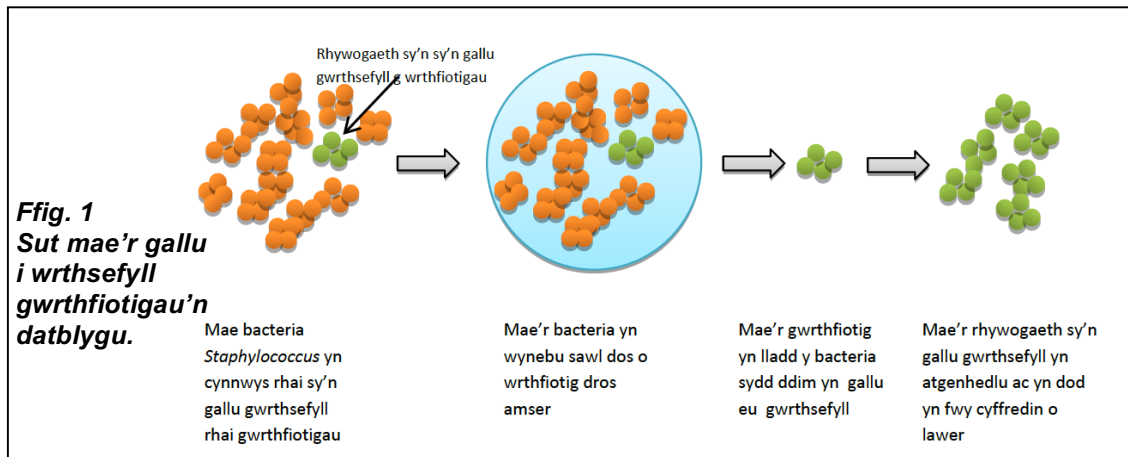 Rhywogaeth sy'n sy'n gallu
gwrthsefyll g wrthfiotigau
Ffig. 1
Sut mae'r gallu
i wrthsefyll
gwrthfiotigau'n
datblygu.
Mae bacteria
Staphylococcus yn
cynnwys rhai sy'n
gallu gwrthsefyll
rhai gwrthfiotigau
Mae'r bacteria yn
wynebu sawl dos o
wrthfiotig dros
amser
Mae'r gwrthfiotig
yn lladd y bacteria
sydd ddim yn gallu
eu gwrthsefyll
Mae'r rhywogaeth sy'n
gallu gwrthsefyll yn
atgenhedlu ac yn dod
yn fwy cyffredin o
lawer